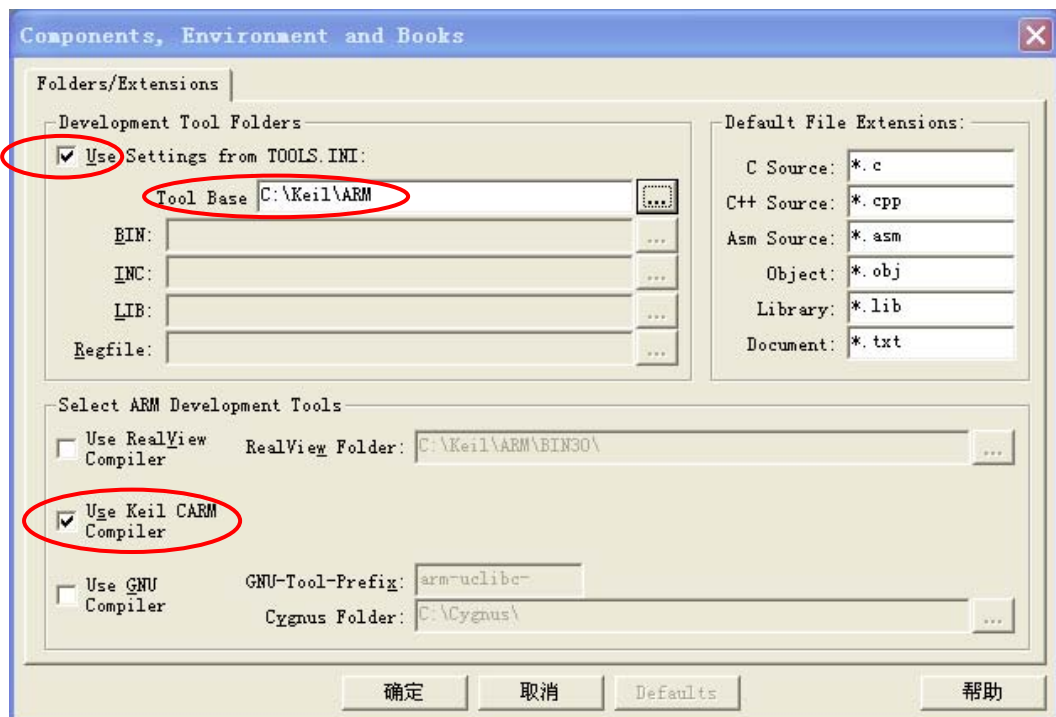 Components, Environment and Books
Folders/Extensions
Development Tool Folders
Use Settings from TOOLS.INI:
Tool Base C:\Keil\ARM ...
BIN: ...
INC: ...
LIB: ...
Regfile: ...
Default File Extensions:
C Source: *.c
C++ Source: *.cpp
Asm Source: *.asm
Object: *.obj
Library: *.lib
Document: *.txt
Select ARM Development Tools
Use RealView
Compiler
RealView Folder: C:\Keil\ARM\BIN30\ ...
Use Keil CARM
Compiler
Use GNU
Compiler
GNU-Tool-Prefix: arm-uclibc-
Cygnus Folder: C:\Cygnus\ ...
确定 取消 Defaults 帮助